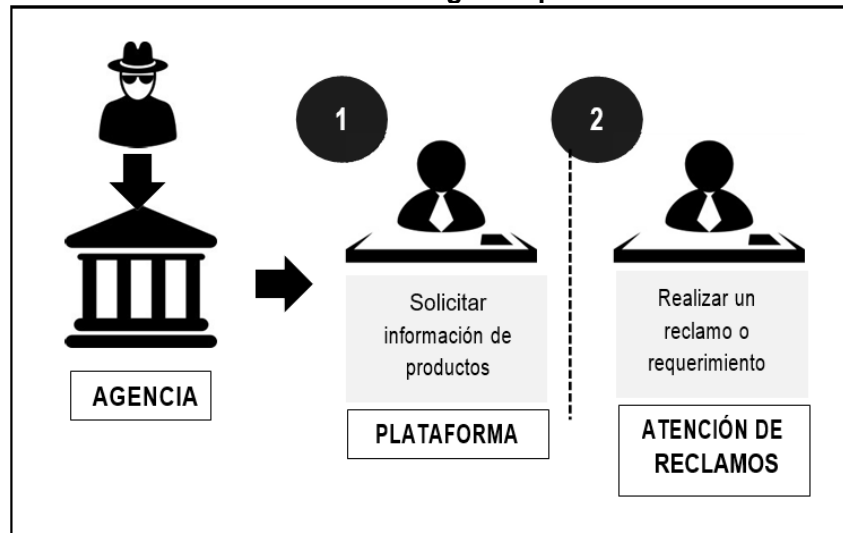 1
2
Solicitar
información de
productos
Realizar un
reclamo o
requerimiento
AGENCIA
PLATAFORMA
ATENCIÓN DE
RECLAMOS